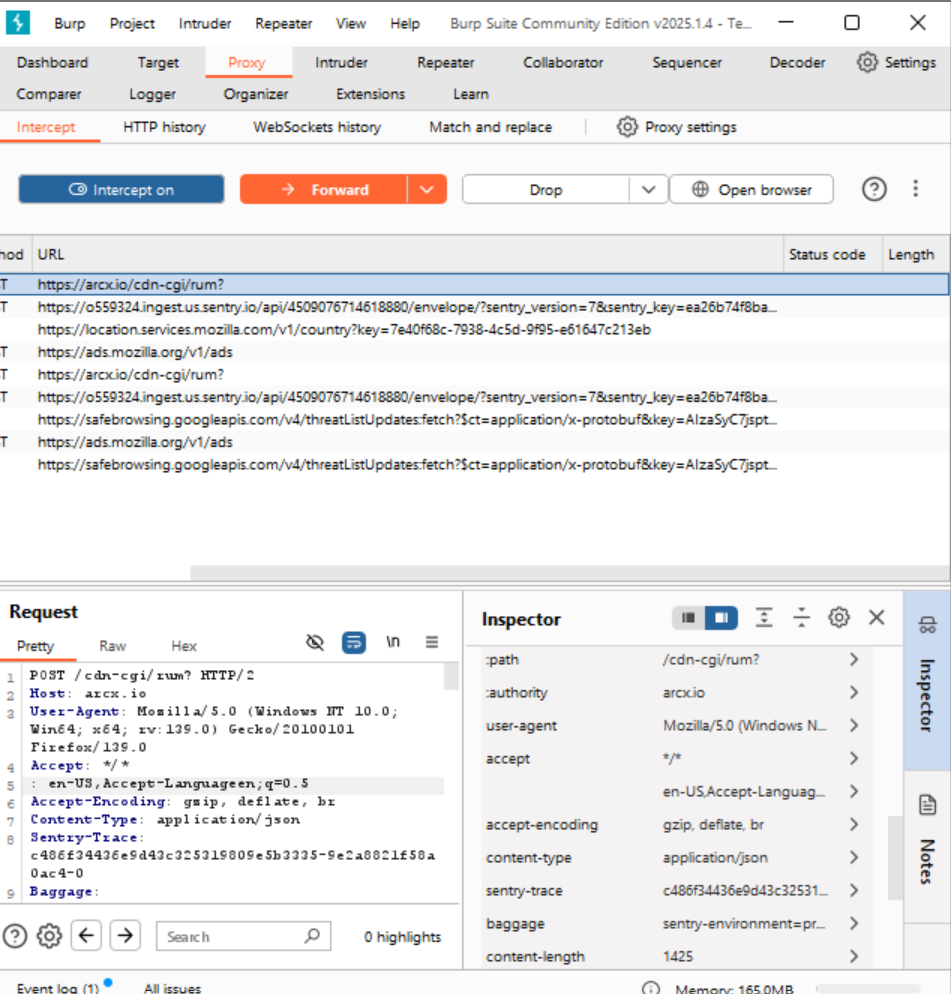 Burp Project Intruder Repeater View Help Burp Suite Community Edition v2025.1.4 - Te...
Dashboard Target Proxy Intruder Repeater Collaborator Sequencer Decoder Settings
Comparer Logger Organizer Extensions Learn
Intercept HTTP history WebSockets history Match and replace Proxy settings
Intercept on Forward Drop Open browser
hod URL Status code Length
T https://arcx.io/cdn-cgi/rum?
T https://o559324.ingest.us.sentry.io/api/4509076714618880/envelope/?sentry_version=7&sentry_key=ea26b74f8ba...
https://location.services.mozilla.com/v1/country?key=7e40f68c-7938-4c5d-9f95-e61647c213eb
T https://ads.mozilla.org/v1/ads
T https://arcx.io/cdn-cgi/rum?
T https://o559324.ingest.us.sentry.io/api/4509076714618880/envelope/?sentry_version=7&sentry_key=ea26b74f8ba...
https://safebrowsing.googleapis.com/v4/threatListUpdates:fetch?$ct=application/x-protobuf&key=AIzaSyC7jspt...
T https://ads.mozilla.org/v1/ads
https://safebrowsing.googleapis.com/v4/threatListUpdates:fetch?$ct=application/x-protobuf&key=AIzaSyC7jspt...
Request
Pretty Raw Hex \n
1 POST /cdn-cgi/rum? HTTP/2
2 Host: arcx.io
3 User-Agent: Mozilla/5.0 (Windows NT 10.0;
Win64; x64; rv:139.0) Gecko/20100101
Firefox/139.0
4 Accept: */*
5 : en-US,Accept-Languageen;q=0.5
6 Accept-Encoding: gzip, deflate, br
7 Content-Type: application/json
8 Sentry-Trace:
c486f34436e9d43c325319809e5b3335-9e2a8821f58a
0ac4-0
9 Baggage:
Search 0 highlights
Inspector
:path /cdn-cgi/rum?
:authority arcx.io
user-agent Mozilla/5.0 (Windows N...
accept */*
en-US,Accept-Languag...
accept-encoding gzip, deflate, br
content-type application/json
sentry-trace c486f34436e9d43c32531...
baggage sentry-environment=pr...
content-length 1425
Inspector
Notes
Event log (1) All issues Memory: 165.0MB